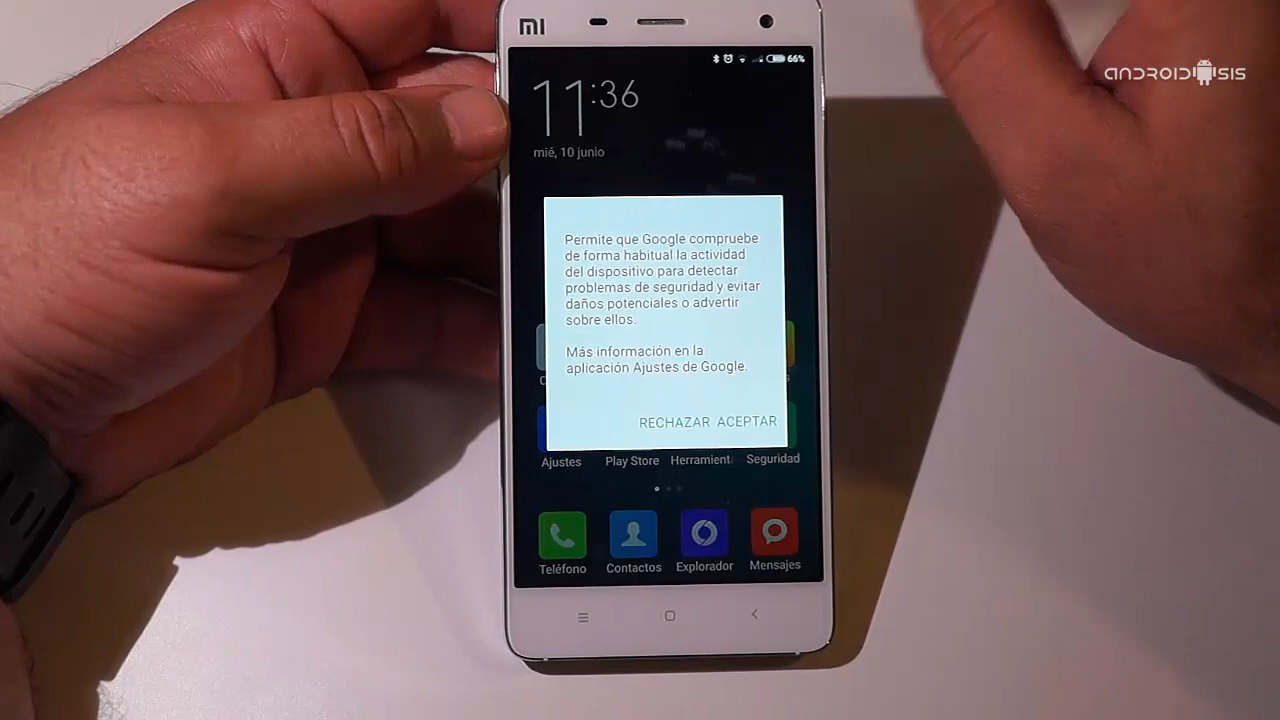 MI
ANDROID SIS
66%
11:36
mié, 10 junio
Permite que Google compruebe
de forma habitual la actividad
del dispositivo para detectar
problemas de seguridad y evitar
daños potenciales o advertir
sobre ellos.
Más información en la
aplicación Ajustes de Google.
RECHAZAR ACEPTAR
Ajustes Play Store Herramient Seguridad
Teléfono Contactos Explorador Mensajes